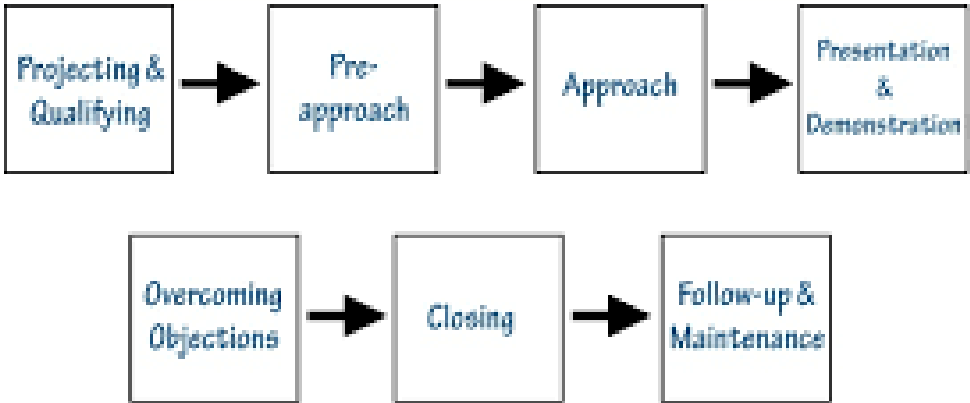 Projecting &
Qualifying
Pre-
approach
Approach
Presentation
&
Demonstration
Overcoming
Objections
Closing
Follow-up &
Maintenance